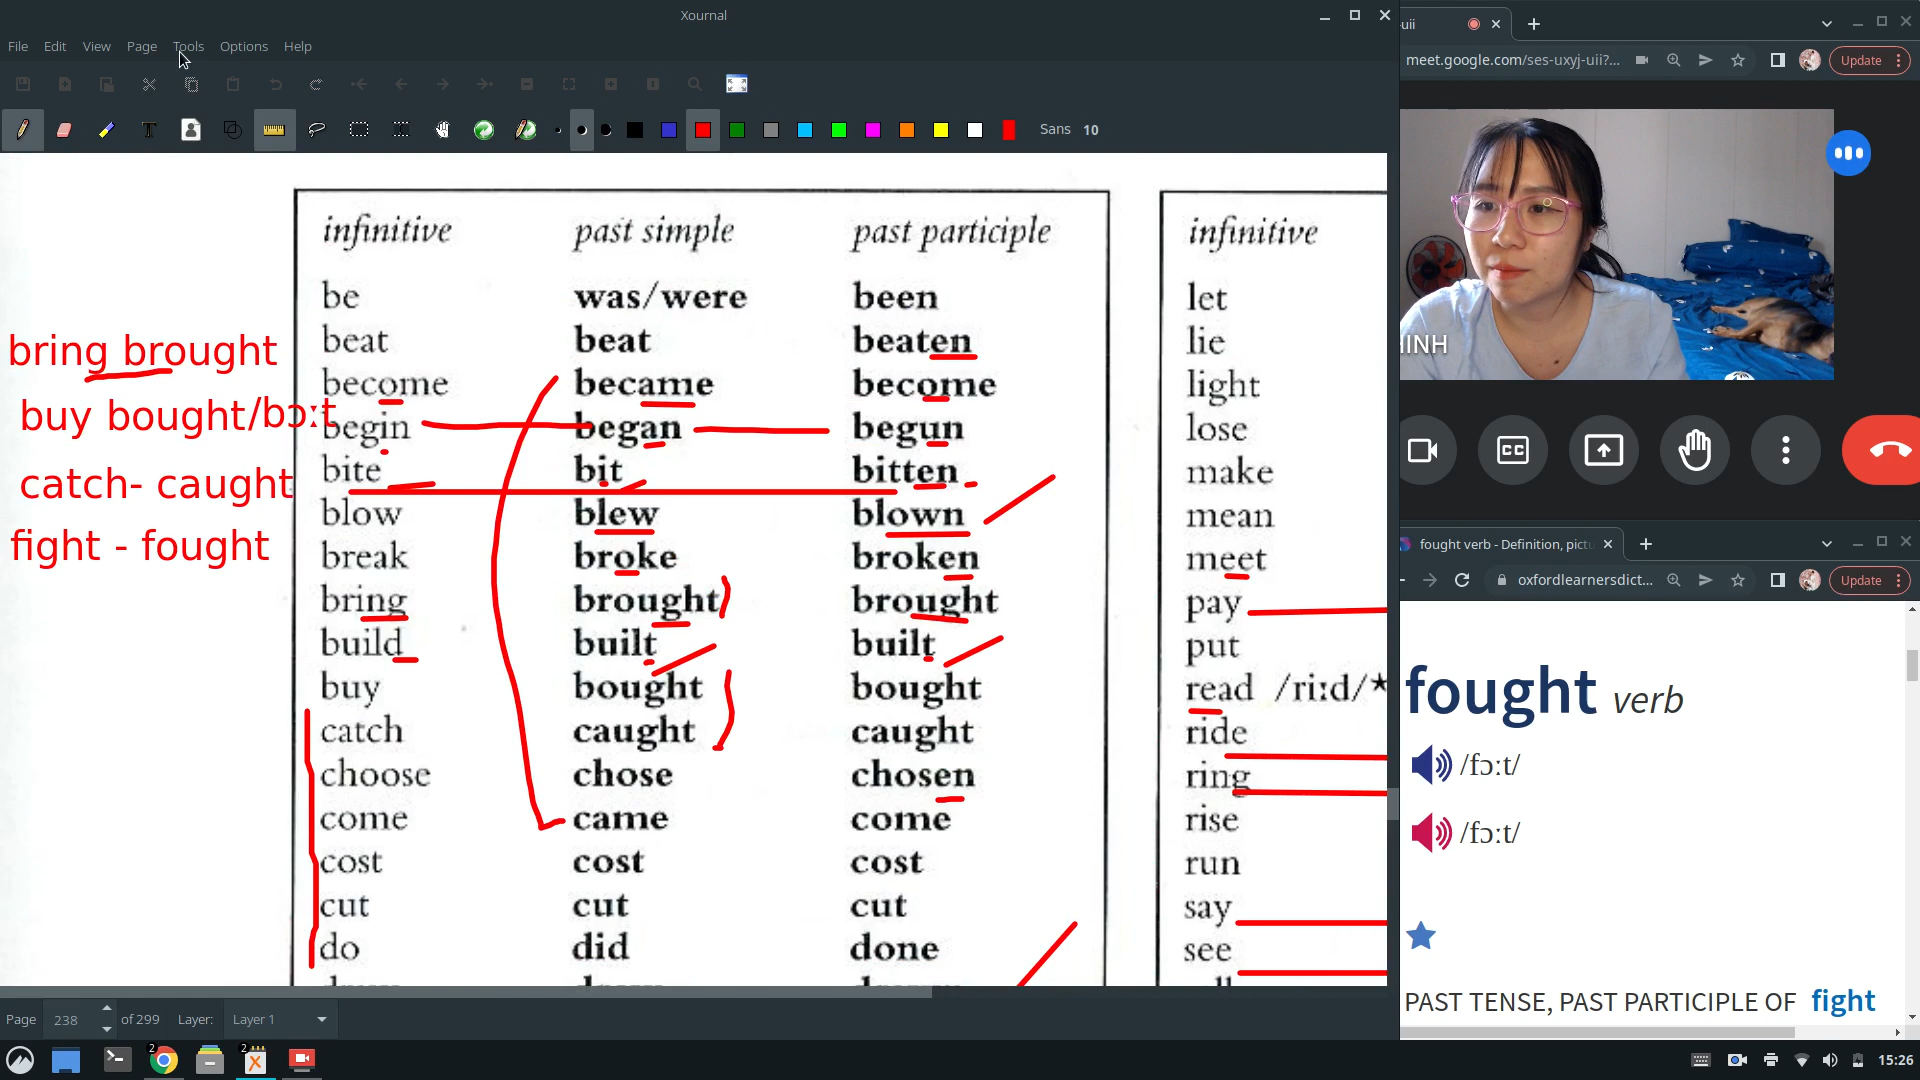 Xournal
File Edit View Page Tools Options Help
Sans 10
infinitive past simple past participle
be was/were been
beat beat beaten
become became become
begin began begun
bite bit bitten
blow blew blown
break broke broken
bring brought brought
build built built
buy bought bought
catch caught caught
choose chose chosen
come came come
cost cost cost
cut cut cut
do did done
bring brought
buy bought/bɔːt
catch- caught
fight - fought
infinitive
let
lie
light
lose
make
mean
meet
pay
put
read /riːd/*
ride
ring
rise
run
say
see
Page 238 of 299 Layer: Layer 1
-uii
meet.google.com/ses-uxyj-uii?...
Update
INH
fought verb - Definition, pictu
oxfordlearnersdict...
Update
fought verb
/fɔːt/
/fɔːt/
PAST TENSE, PAST PARTICIPLE OF fight
2
2
15:26